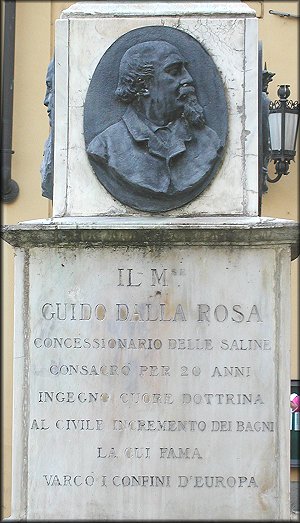 IL Mse
GUIDO DALLA ROSA
CONCESSIONARIO DELLE SALINE
CONSACRÒ PER 20 ANNI
INGEGNO CUORE DOTTRINA
AL CIVILE INCREMENTO DEI BAGNI
LA CUI FAMA
VARCÒ I CONFINI D'EUROPA